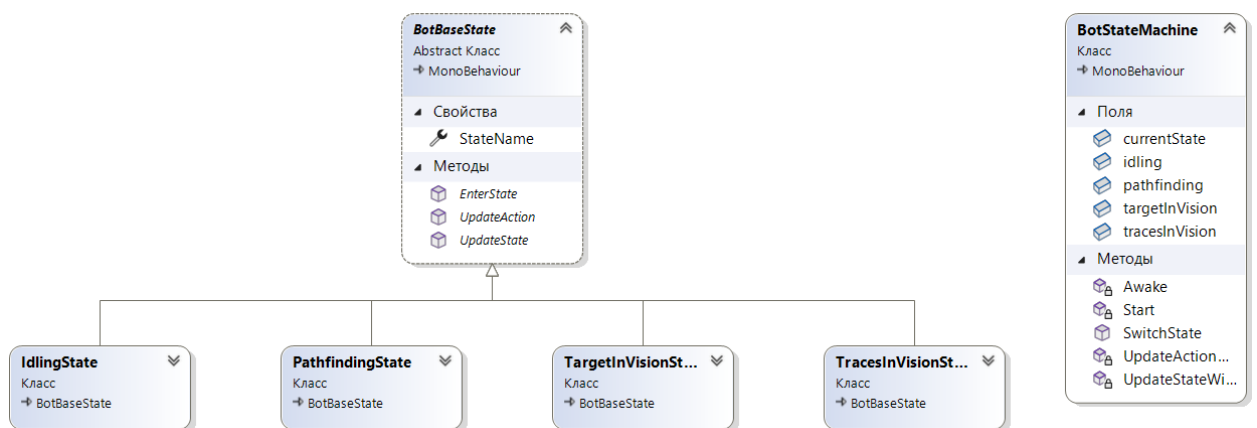 BotBaseState
Abstract Класс
MonoBehaviour
Свойства
StateName
Методы
EnterState
UpdateAction
UpdateState
BotStateMachine
Класс
MonoBehaviour
Поля
currentState
idling
pathfinding
targetInVision
tracesInVision
Методы
Awake
Start
SwitchState
UpdateAction...
UpdateStateWi...
IdlingState
Класс
BotBaseState
PathfindingState
Класс
BotBaseState
TargetInVisionSt...
Класс
BotBaseState
TracesInVisionSt...
Класс
BotBaseState